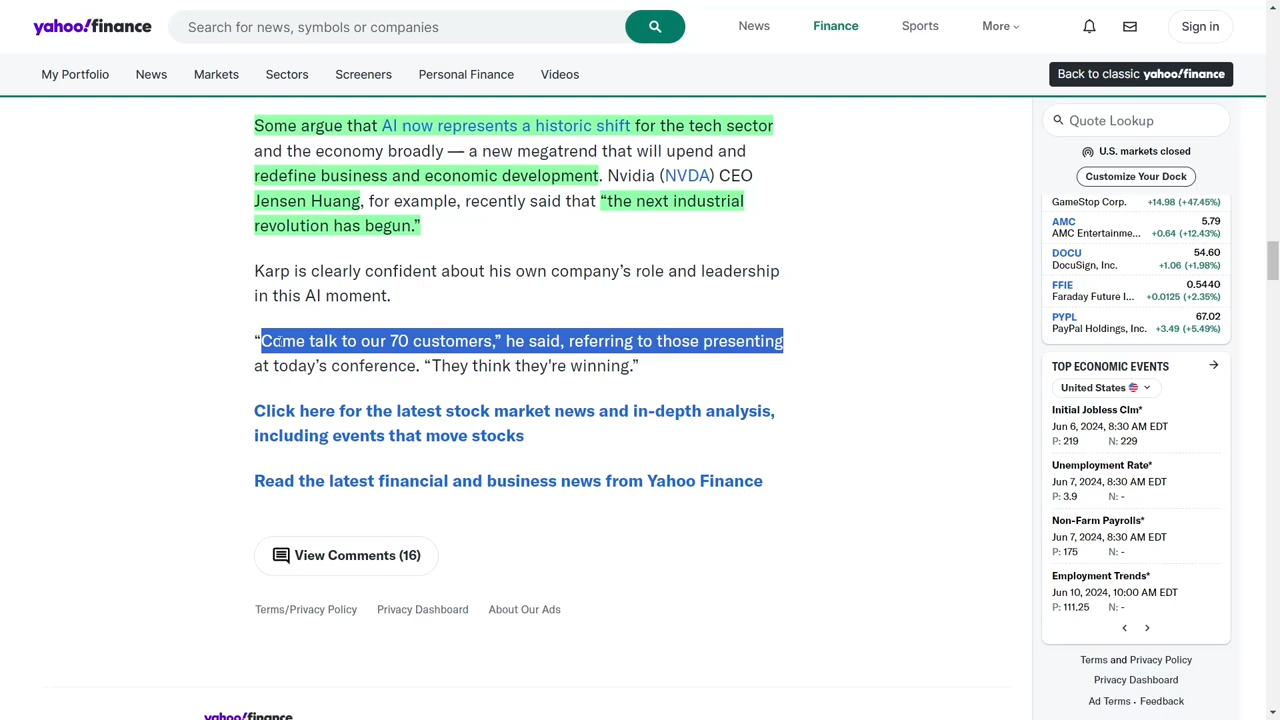 yahoo!finance
Search for news, symbols or companies
News
Finance
Sports
More
Sign in
My Portfolio
News
Markets
Sectors
Screeners
Personal Finance
Videos
Back to classic yahoo!finance
Some argue that AI now represents a historic shift for the tech sector
and the economy broadly — a new megatrend that will upend and
redefine business and economic development. Nvidia (NVDA) CEO
Jensen Huang, for example, recently said that “the next industrial
revolution has begun.”
Karp is clearly confident about his own company’s role and leadership
in this AI moment.
“Come talk to our 70 customers,” he said, referring to those presenting
at today’s conference. “They think they're winning.”
Click here for the latest stock market news and in-depth analysis,
including events that move stocks
Read the latest financial and business news from Yahoo Finance
View Comments (16)
Terms/Privacy Policy
Privacy Dashboard
About Our Ads
yahoo!finance
Quote Lookup
U.S. markets closed
Customize Your Dock
GameStop Corp. +14.98 (+47.45%)
AMC 5.79
AMC Entertainme... +0.64 (+12.43%)
DOCU 54.60
DocuSign, Inc. +1.06 (+1.98%)
FFIE 0.5440
Faraday Future I... +0.0125 (+2.35%)
PYPL 67.02
PayPal Holdings, Inc. +3.49 (+5.49%)
TOP ECONOMIC EVENTS
United States
Initial Jobless Clm*
Jun 6, 2024, 8:30 AM EDT
P: 219 N: 229
Unemployment Rate*
Jun 7, 2024, 8:30 AM EDT
P: 3.9 N: -
Non-Farm Payrolls*
Jun 7, 2024, 8:30 AM EDT
P: 175 N: -
Employment Trends*
Jun 10, 2024, 10:00 AM EDT
P: 111.25 N: -
Terms and Privacy Policy
Privacy Dashboard
Ad Terms • Feedback